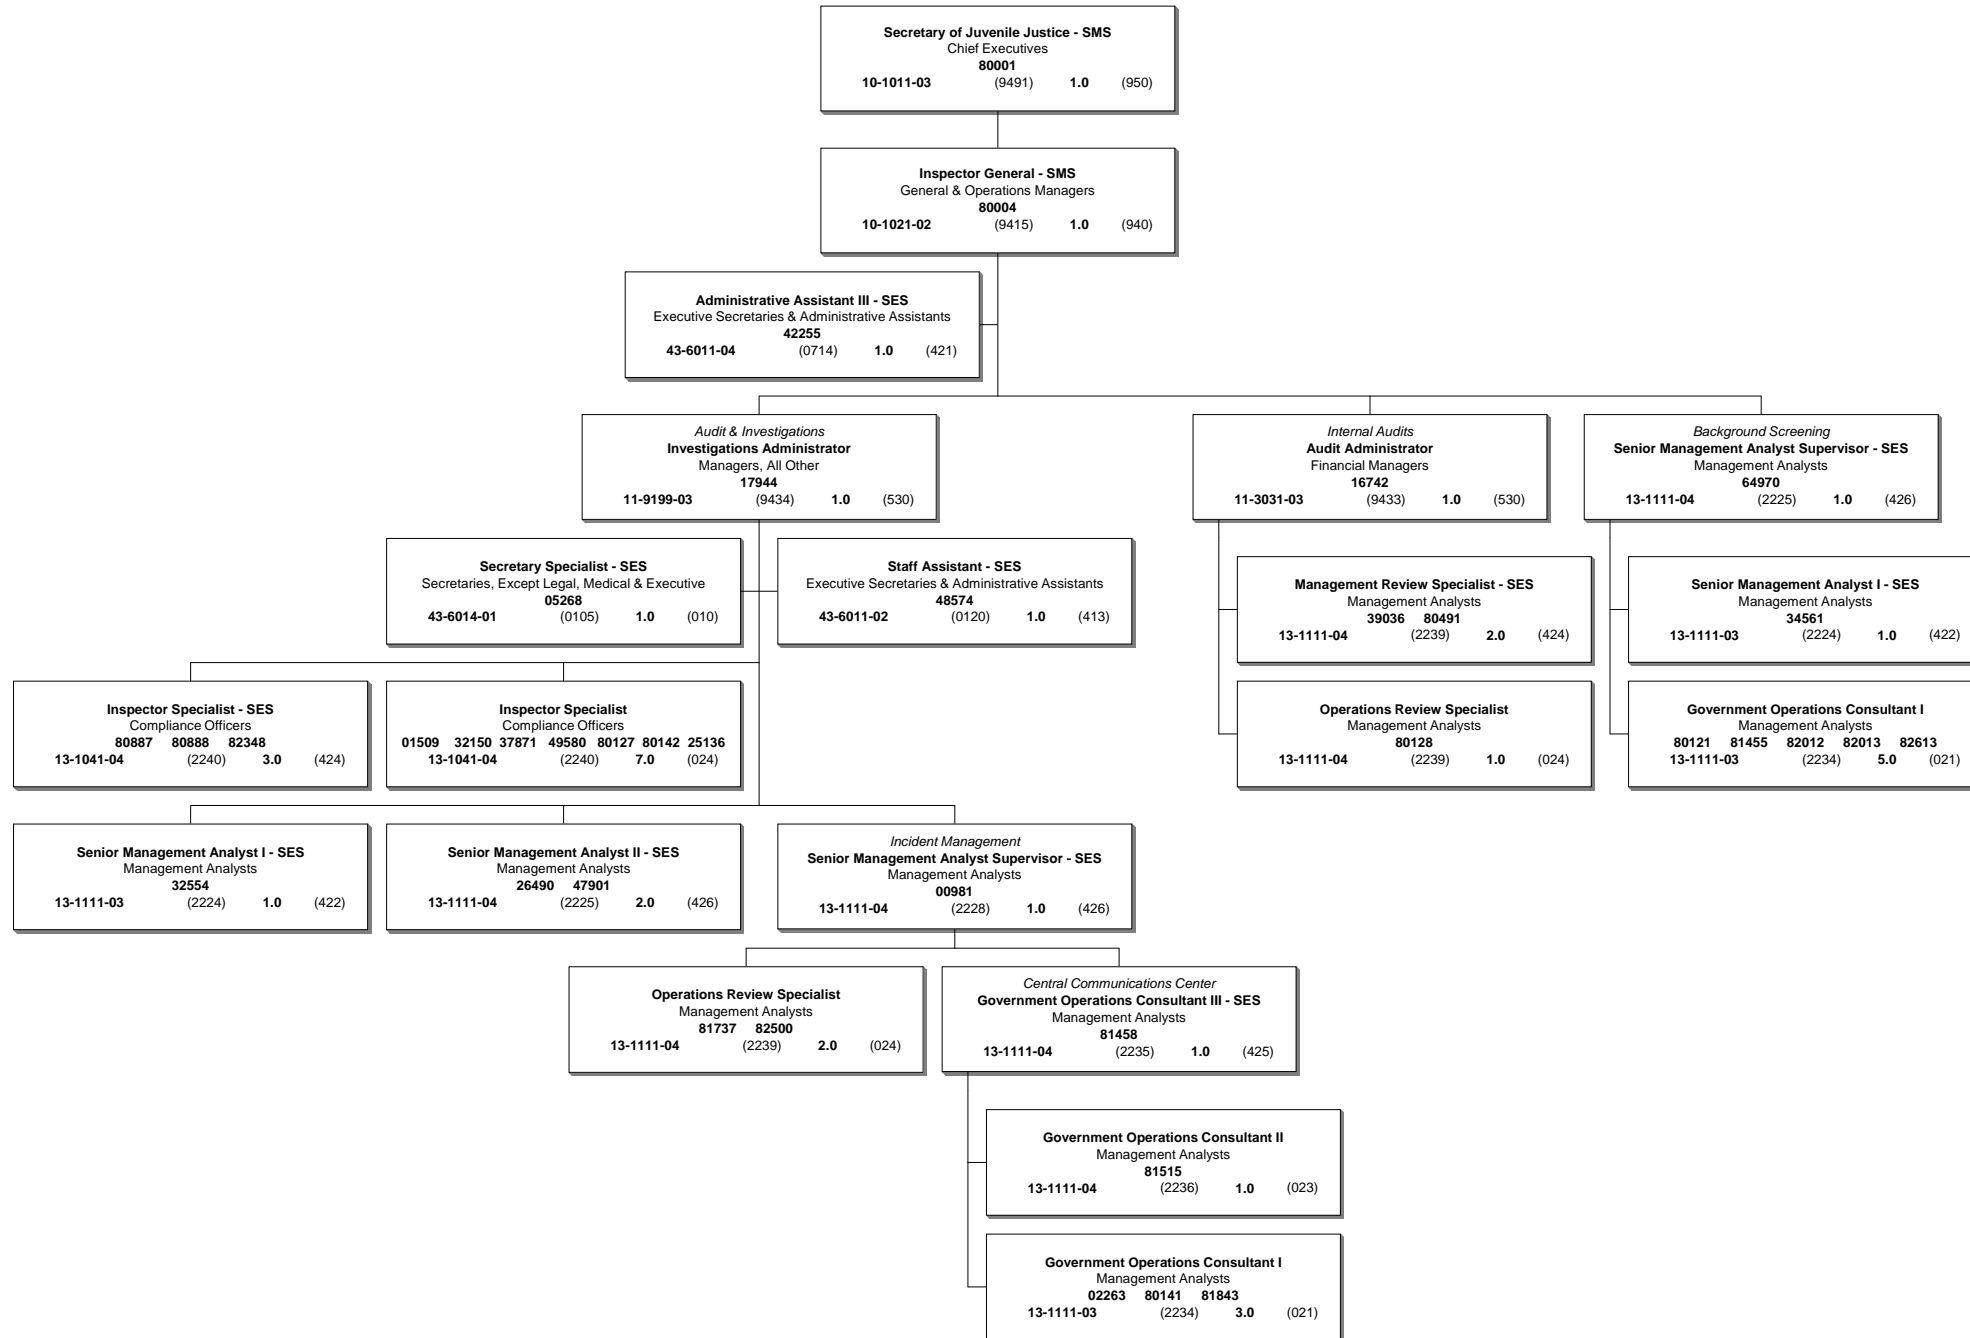 Secretary of Juvenile Justice - SMS
Chief Executives
80001
10-1011-03 (9491) 1.0 (950)
Inspector General - SMS
General & Operations Managers
80004
10-1021-02 (9415) 1.0 (940)
Administrative Assistant III - SES
Executive Secretaries & Administrative Assistants
42255
43-6011-04 (0714) 1.0 (421)
Audit & Investigations
Investigations Administrator
Managers, All Other
17944
11-9199-03 (9434) 1.0 (530)
Internal Audits
Audit Administrator
Financial Managers
16742
11-3031-03 (9433) 1.0 (530)
Background Screening
Senior Management Analyst Supervisor - SES
Management Analysts
64970
13-1111-04 (2225) 1.0 (426)
Secretary Specialist - SES
Secretaries, Except Legal, Medical & Executive
05268
43-6014-01 (0105) 1.0 (010)
Staff Assistant - SES
Executive Secretaries & Administrative Assistants
48574
43-6011-02 (0120) 1.0 (413)
Management Review Specialist - SES
Management Analysts
39036 80491
13-1111-04 (2239) 2.0 (424)
Senior Management Analyst I - SES
Management Analysts
34561
13-1111-03 (2224) 1.0 (422)
Inspector Specialist - SES
Compliance Officers
80887 80888 82348
13-1041-04 (2240) 3.0 (424)
Inspector Specialist
Compliance Officers
01509 32150 37871 49580 80127 80142 25136
13-1041-04 (2240) 7.0 (024)
Operations Review Specialist
Management Analysts
80128
13-1111-04 (2239) 1.0 (024)
Government Operations Consultant I
Management Analysts
80121 81455 82012 82013 82613
13-1111-03 (2234) 5.0 (021)
Senior Management Analyst I - SES
Management Analysts
32554
13-1111-03 (2224) 1.0 (422)
Senior Management Analyst II - SES
Management Analysts
26490 47901
13-1111-04 (2225) 2.0 (426)
Incident Management
Senior Management Analyst Supervisor - SES
Management Analysts
00981
13-1111-04 (2228) 1.0 (426)
Operations Review Specialist
Management Analysts
81737 82500
13-1111-04 (2239) 2.0 (024)
Central Communications Center
Government Operations Consultant III - SES
Management Analysts
81458
13-1111-04 (2235) 1.0 (425)
Government Operations Consultant II
Management Analysts
81515
13-1111-04 (2236) 1.0 (023)
Government Operations Consultant I
Management Analysts
02263 80141 81843
13-1111-03 (2234) 3.0 (021)